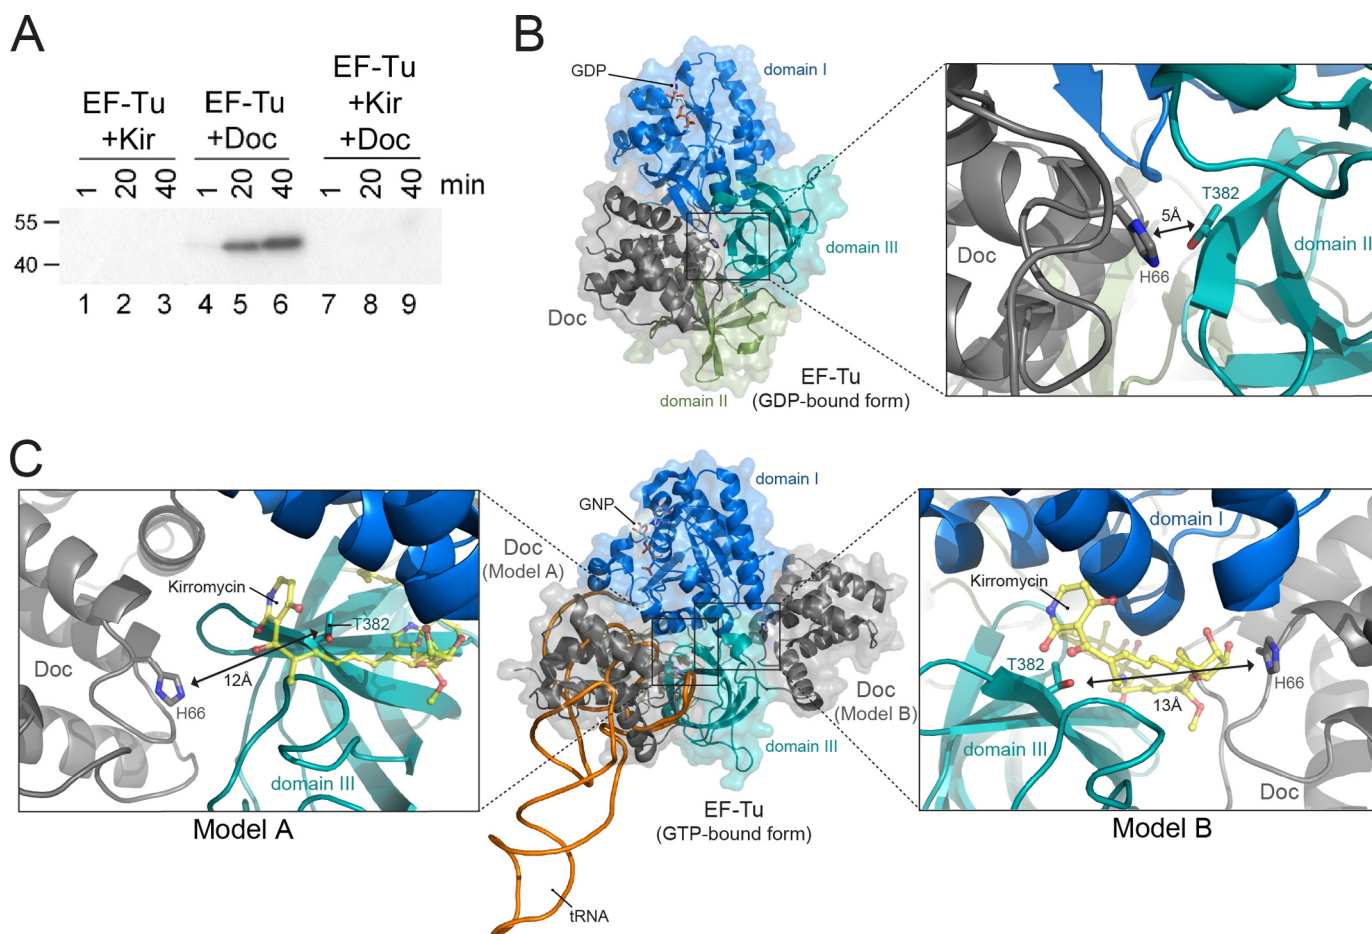 A
EF-Tu
+Kir
EF-Tu
+Doc
EF-Tu
+Kir
+Doc
1 20 40 1 20 40 1 20 40 min
55
40
1 2 3 4 5 6 7 8 9
B
GDP
domain I
domain III
Doc
domain II
EF-Tu
(GDP-bound form)
T382
5Å
Doc
H66
domain II
C
Kirromycin
T382
Doc
12Å
H66
domain III
Model A
GNP
domain I
Doc
(Model A)
Doc
(Model B)
domain III
EF-Tu
(GTP-bound form)
tRNA
domain I
Kirromycin
T382
H66
13Å
domain III
Doc
Model B